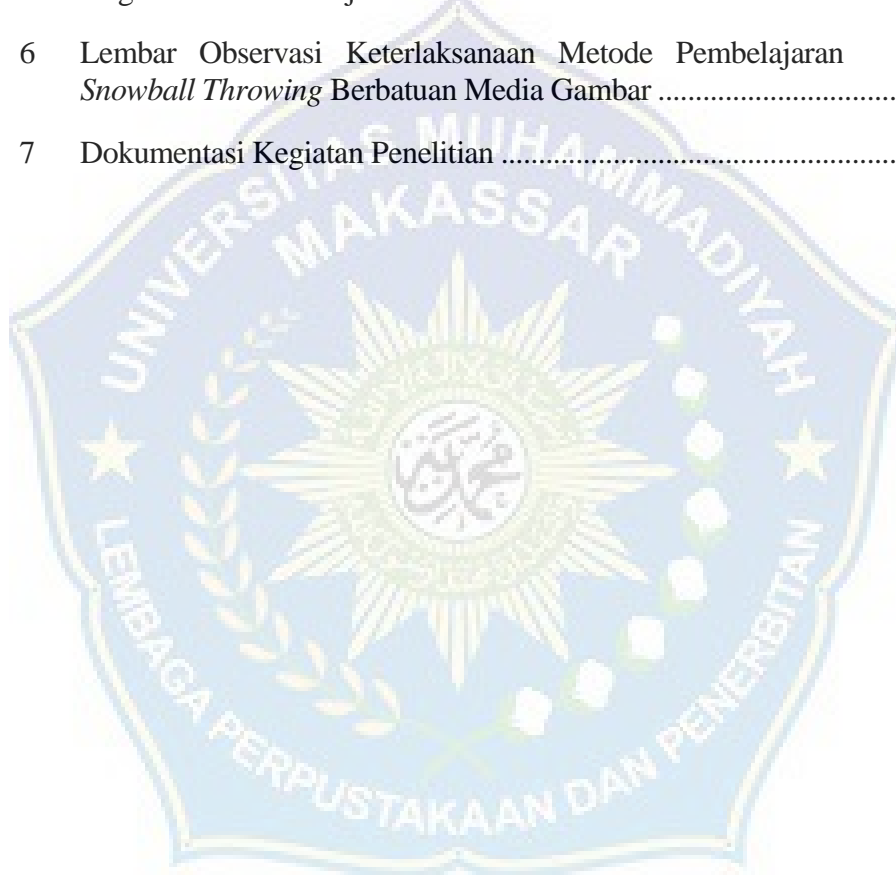 6 Lembar Observasi Keterlaksanaan Metode Pembelajaran
Snowball Throwing Berbatuan Media Gambar ................................
7 Dokumentasi Kegiatan Penelitian .....................................................
UNIVERSITAS MUHAMMADIYAH
MAKASSAR
LEMBAGA PERPUSTAKAAN DAN PENERBITAN